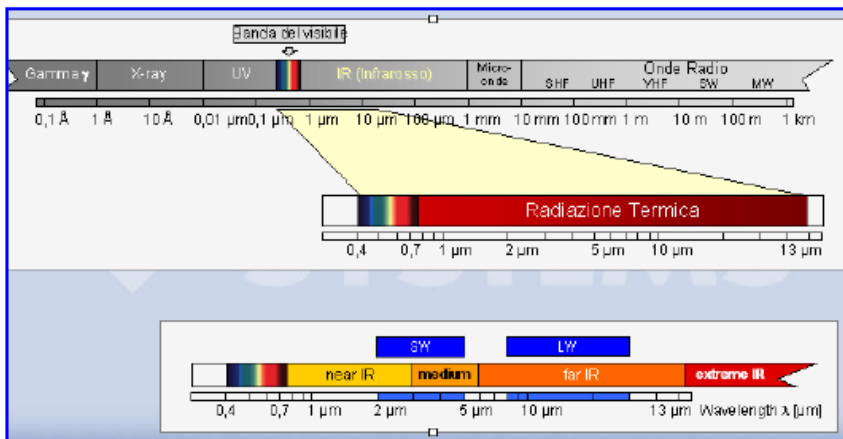 Banda del visibile
Gamma γ X-ray UV IR (Infrarosso) Micro-onde Onde Radio
SHF UHF VHF SW MW
0,1 Å 1 Å 10 Å 0,01 µm 0,1 µm 1 µm 10 µm 100 µm 1 mm 10 mm 100 mm 1 m 10 m 100 m 1 km
Radiazione Termica
0,4 0,7 1 µm 2 µm 5 µm 10 µm 13 µm
SYSTEMS
SW LW
near IR medium far IR extreme IR
0,4 0,7 1 µm 2 µm 5 µm 10 µm 13 µm Wavelength λ [µm]